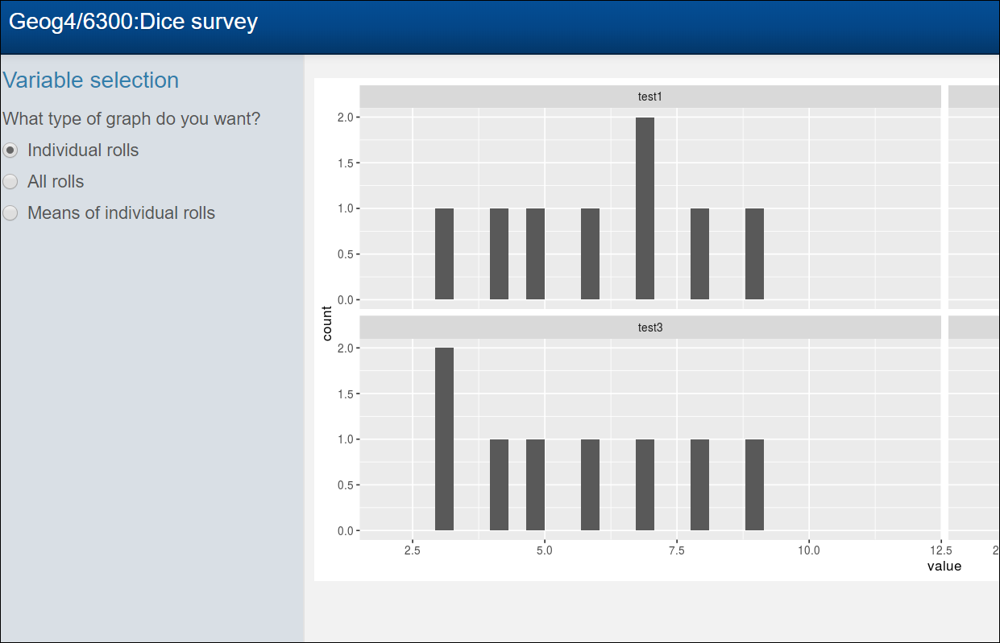 Geog4/6300:Dice survey
Variable selection
What type of graph do you want?
Individual rolls
All rolls
Means of individual rolls
test1
2.0
1.5
1.0
0.5
0.0
count
test3
2.0
1.5
1.0
0.5
0.0
2.5 5.0 7.5 10.0 12.5 2
value